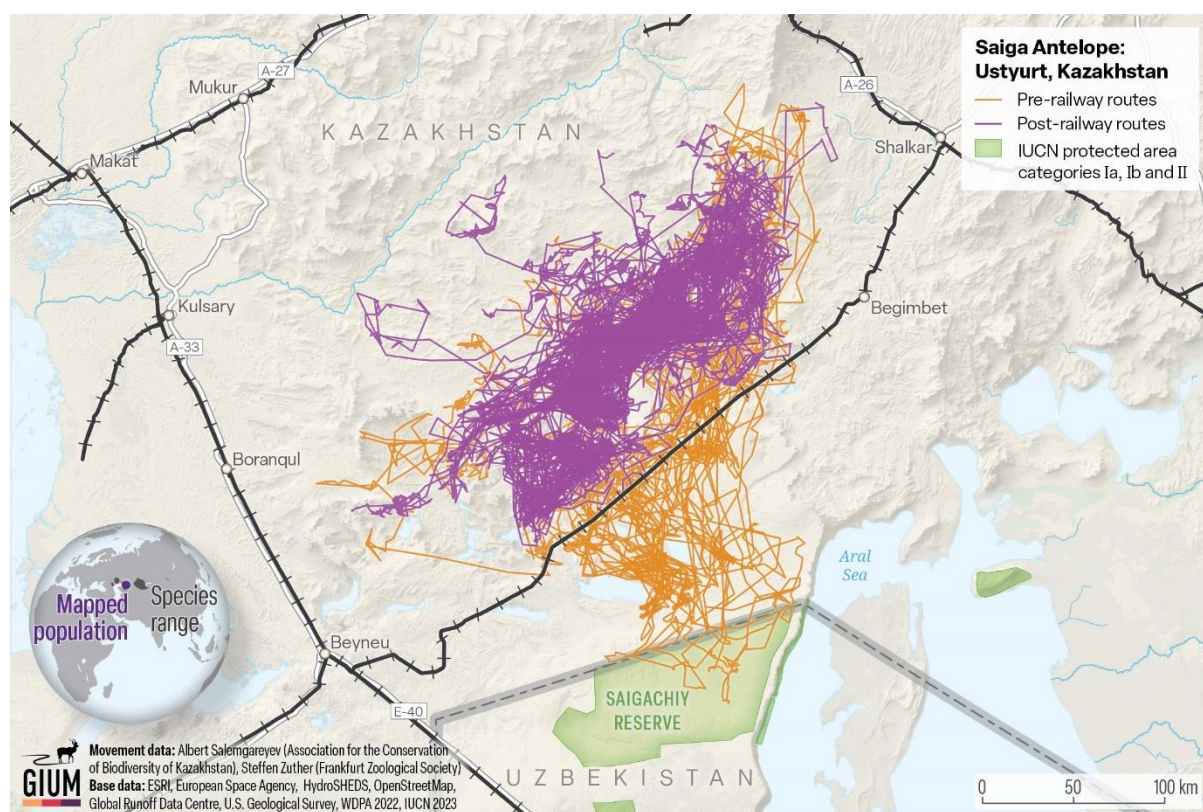 Saiga Antelope:
Ustyurt, Kazakhstan
Pre-railway routes
Post-railway routes
IUCN protected area
categories Ia, Ib and II
A-27
Mukur
KAZAKHSTAN
A-26
Shalkar
Makat
Kulsary
A-33
Begimbet
Boranqul
Aral
Sea
Mapped
population
Species
range
Beyneu
SAIGACHIY
RESERVE
E-40
UZBEKISTAN
GIUM
Movement data: Albert Salemgareyev (Association for the Conservation
of Biodiversity of Kazakhstan), Steffen Zuther (Frankfurt Zoological Society)
Base data: ESRI, European Space Agency, HydroSHEDS, OpenStreetMap,
Global Runoff Data Centre, U.S. Geological Survey, WDPA 2022, IUCN 2023
0 50 100 km